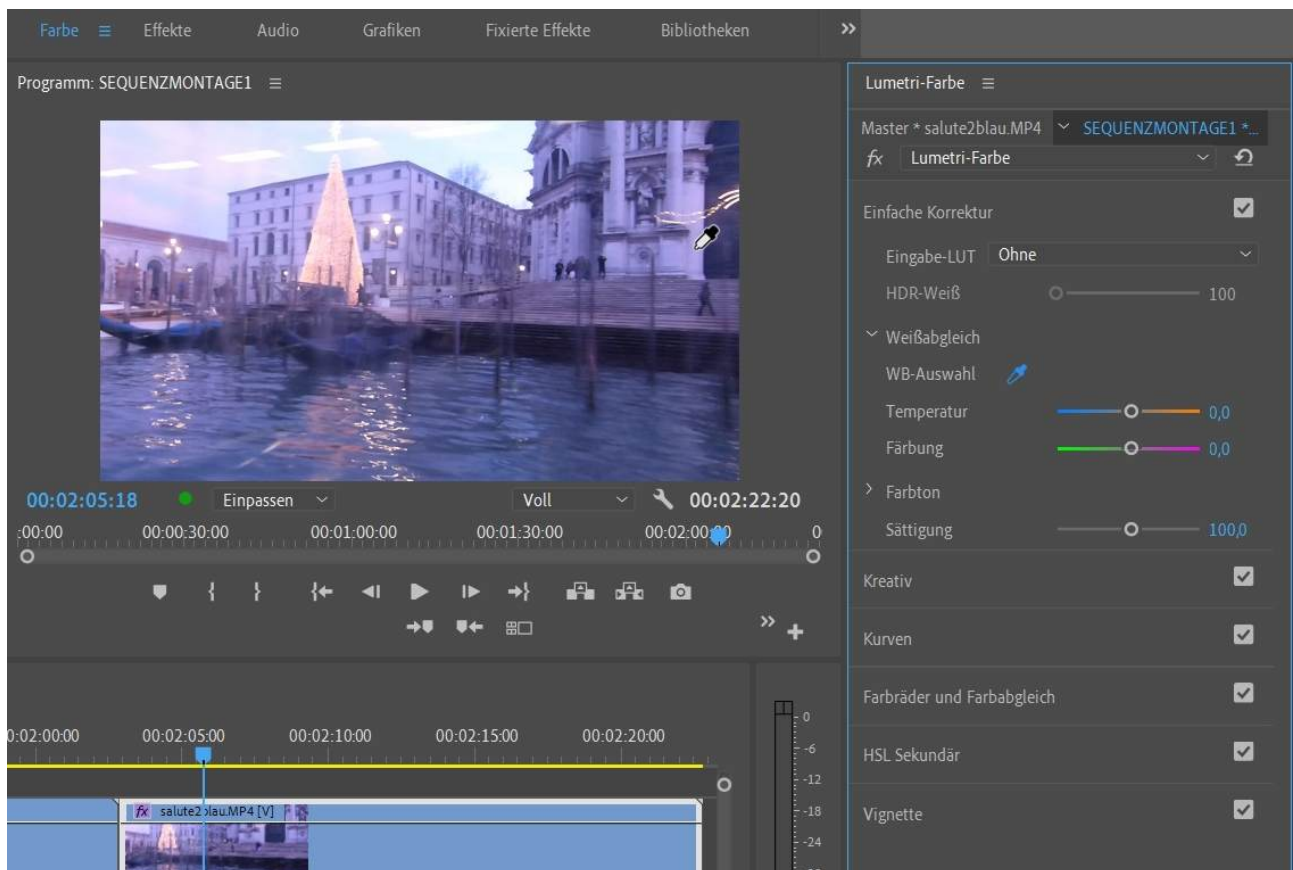 Farbe Effekte Audio Grafiken Fixierte Effekte Bibliotheken
Programm: SEQUENZMONTAGE1
00:02:05:18 Einpassen Voll 00:02:22:20
:00:00 00:00:30:00 00:01:00:00 00:01:30:00 00:02:00:00 0
0:02:00:00 00:02:05:00 00:02:10:00 00:02:15:00 00:02:20:00
fx salute2blau.MP4 [V]
0
-6
-12
-18
-24
Lumetri-Farbe
Master * salute2blau.MP4 SEQUENZMONTAGE1 *...
fx Lumetri-Farbe
Einfache Korrektur
Eingabe-LUT Ohne
HDR-Weiß 100
Weißabgleich
WB-Auswahl
Temperatur 0,0
Färbung 0,0
Farbton
Sättigung 100,0
Kreativ
Kurven
Farbräder und Farbabgleich
HSL Sekundär
Vignette